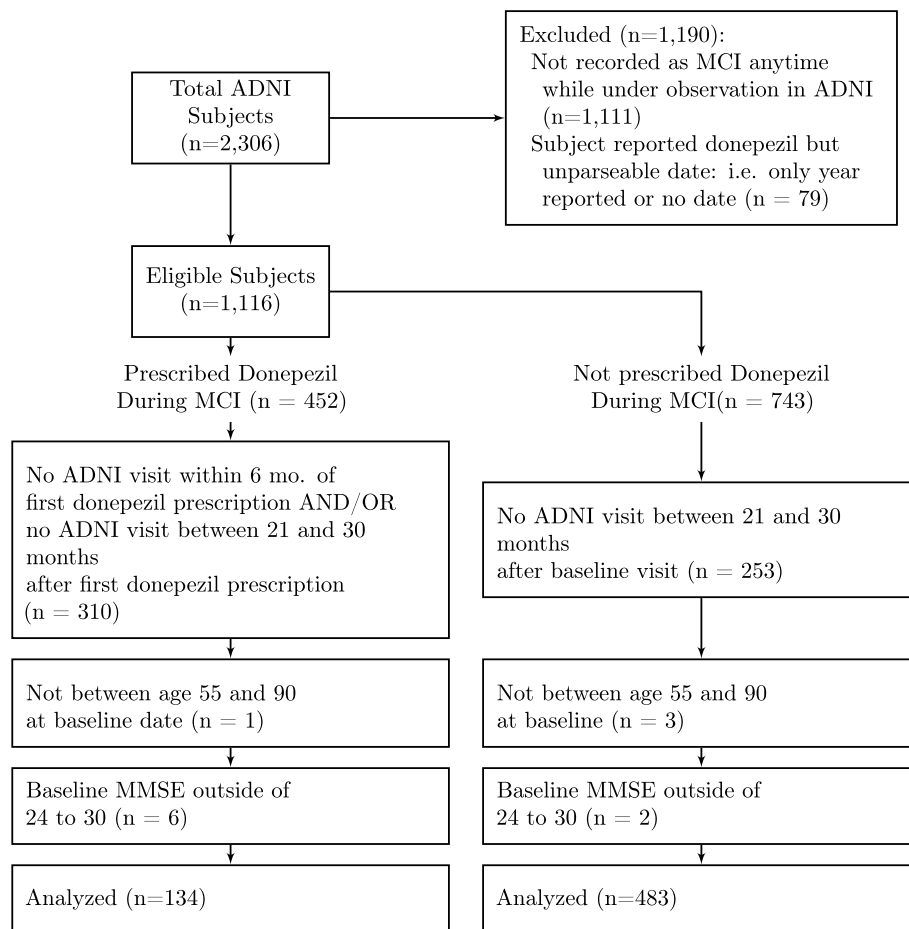 Total ADNI
Subjects
(n=2,306)
Excluded (n=1,190):
Not recorded as MCI anytime
while under observation in ADNI
(n=1,111)
Subject reported donepezil but
unparseable date: i.e. only year
reported or no date (n = 79)
Eligible Subjects
(n=1,116)
Prescribed Donepezil
During MCI (n = 452)
Not prescribed Donepezil
During MCI(n = 743)
No ADNI visit within 6 mo. of
first donepezil prescription AND/OR
no ADNI visit between 21 and 30
months
after first donepezil prescription
(n = 310)
No ADNI visit between 21 and 30
months
after baseline visit (n = 253)
Not between age 55 and 90
at baseline date (n = 1)
Not between age 55 and 90
at baseline (n = 3)
Baseline MMSE outside of
24 to 30 (n = 6)
Baseline MMSE outside of
24 to 30 (n = 2)
Analyzed (n=134)
Analyzed (n=483)